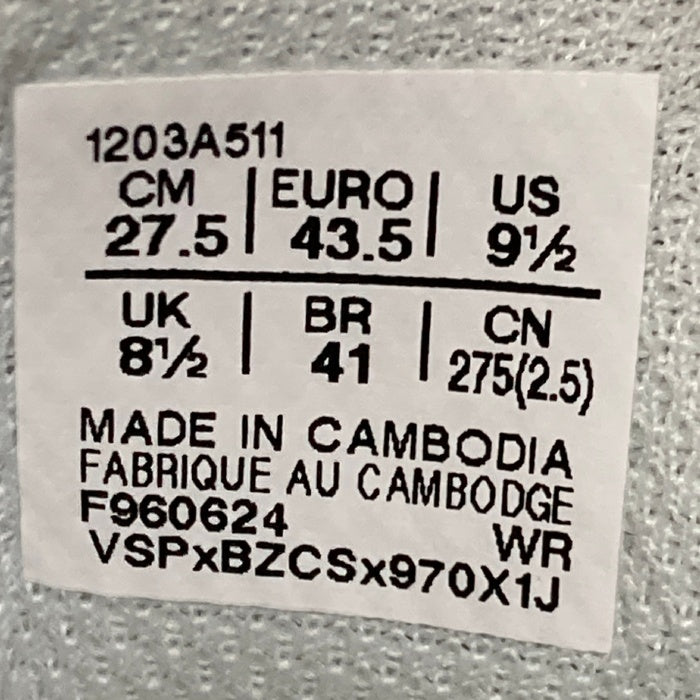 1203A511
CM | EURO | US
27.5 | 43.5 | 9½
UK | BR | CN
8½ | 41 | 275(2.5)
MADE IN CAMBODIA
FABRIQUE AU CAMBODGE
F960624 WR
VSPxBZCSx970X1J